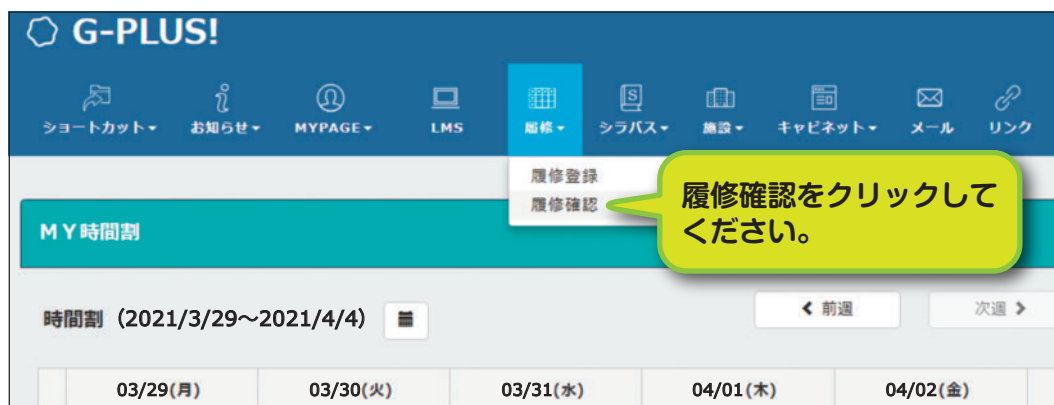 G-PLUS!
ショートカット お知らせ MYPAGE LMS 履修 シラバス 施設 キャビネット メール リンク
履修登録
履修確認
履修確認をクリックして
ください。
MY時間割
時間割（2021/3/29～2021/4/4） 前週 次週
03/29(月) 03/30(火) 03/31(水) 04/01(木) 04/02(金)